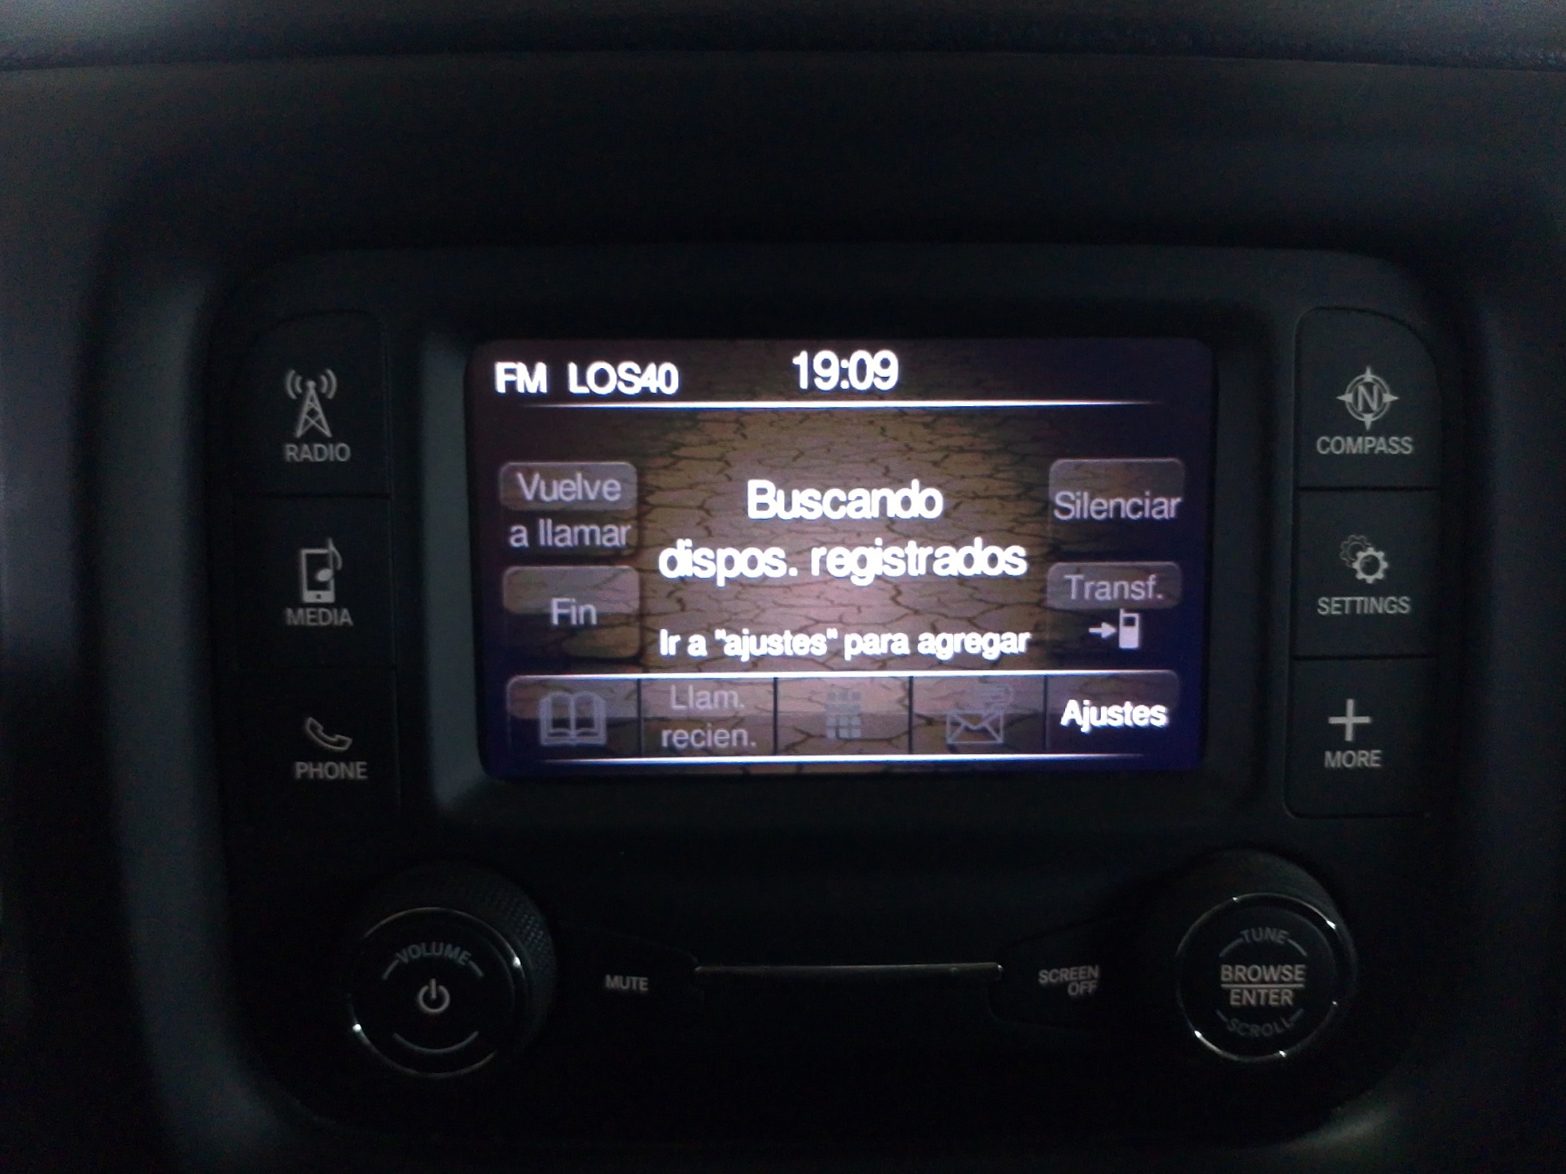 FM LOS40 19:09
RADIO
MEDIA
PHONE
Vuelve
a llamar
Fin
Buscando
dispos. registrados
Ir a "ajustes" para agregar
Silenciar
Transf.
Llam.
recien.
Ajustes
N
COMPASS
SETTINGS
MORE
VOLUME
MUTE
SCREEN
OFF
TUNE
BROWSE
ENTER
SCROLL